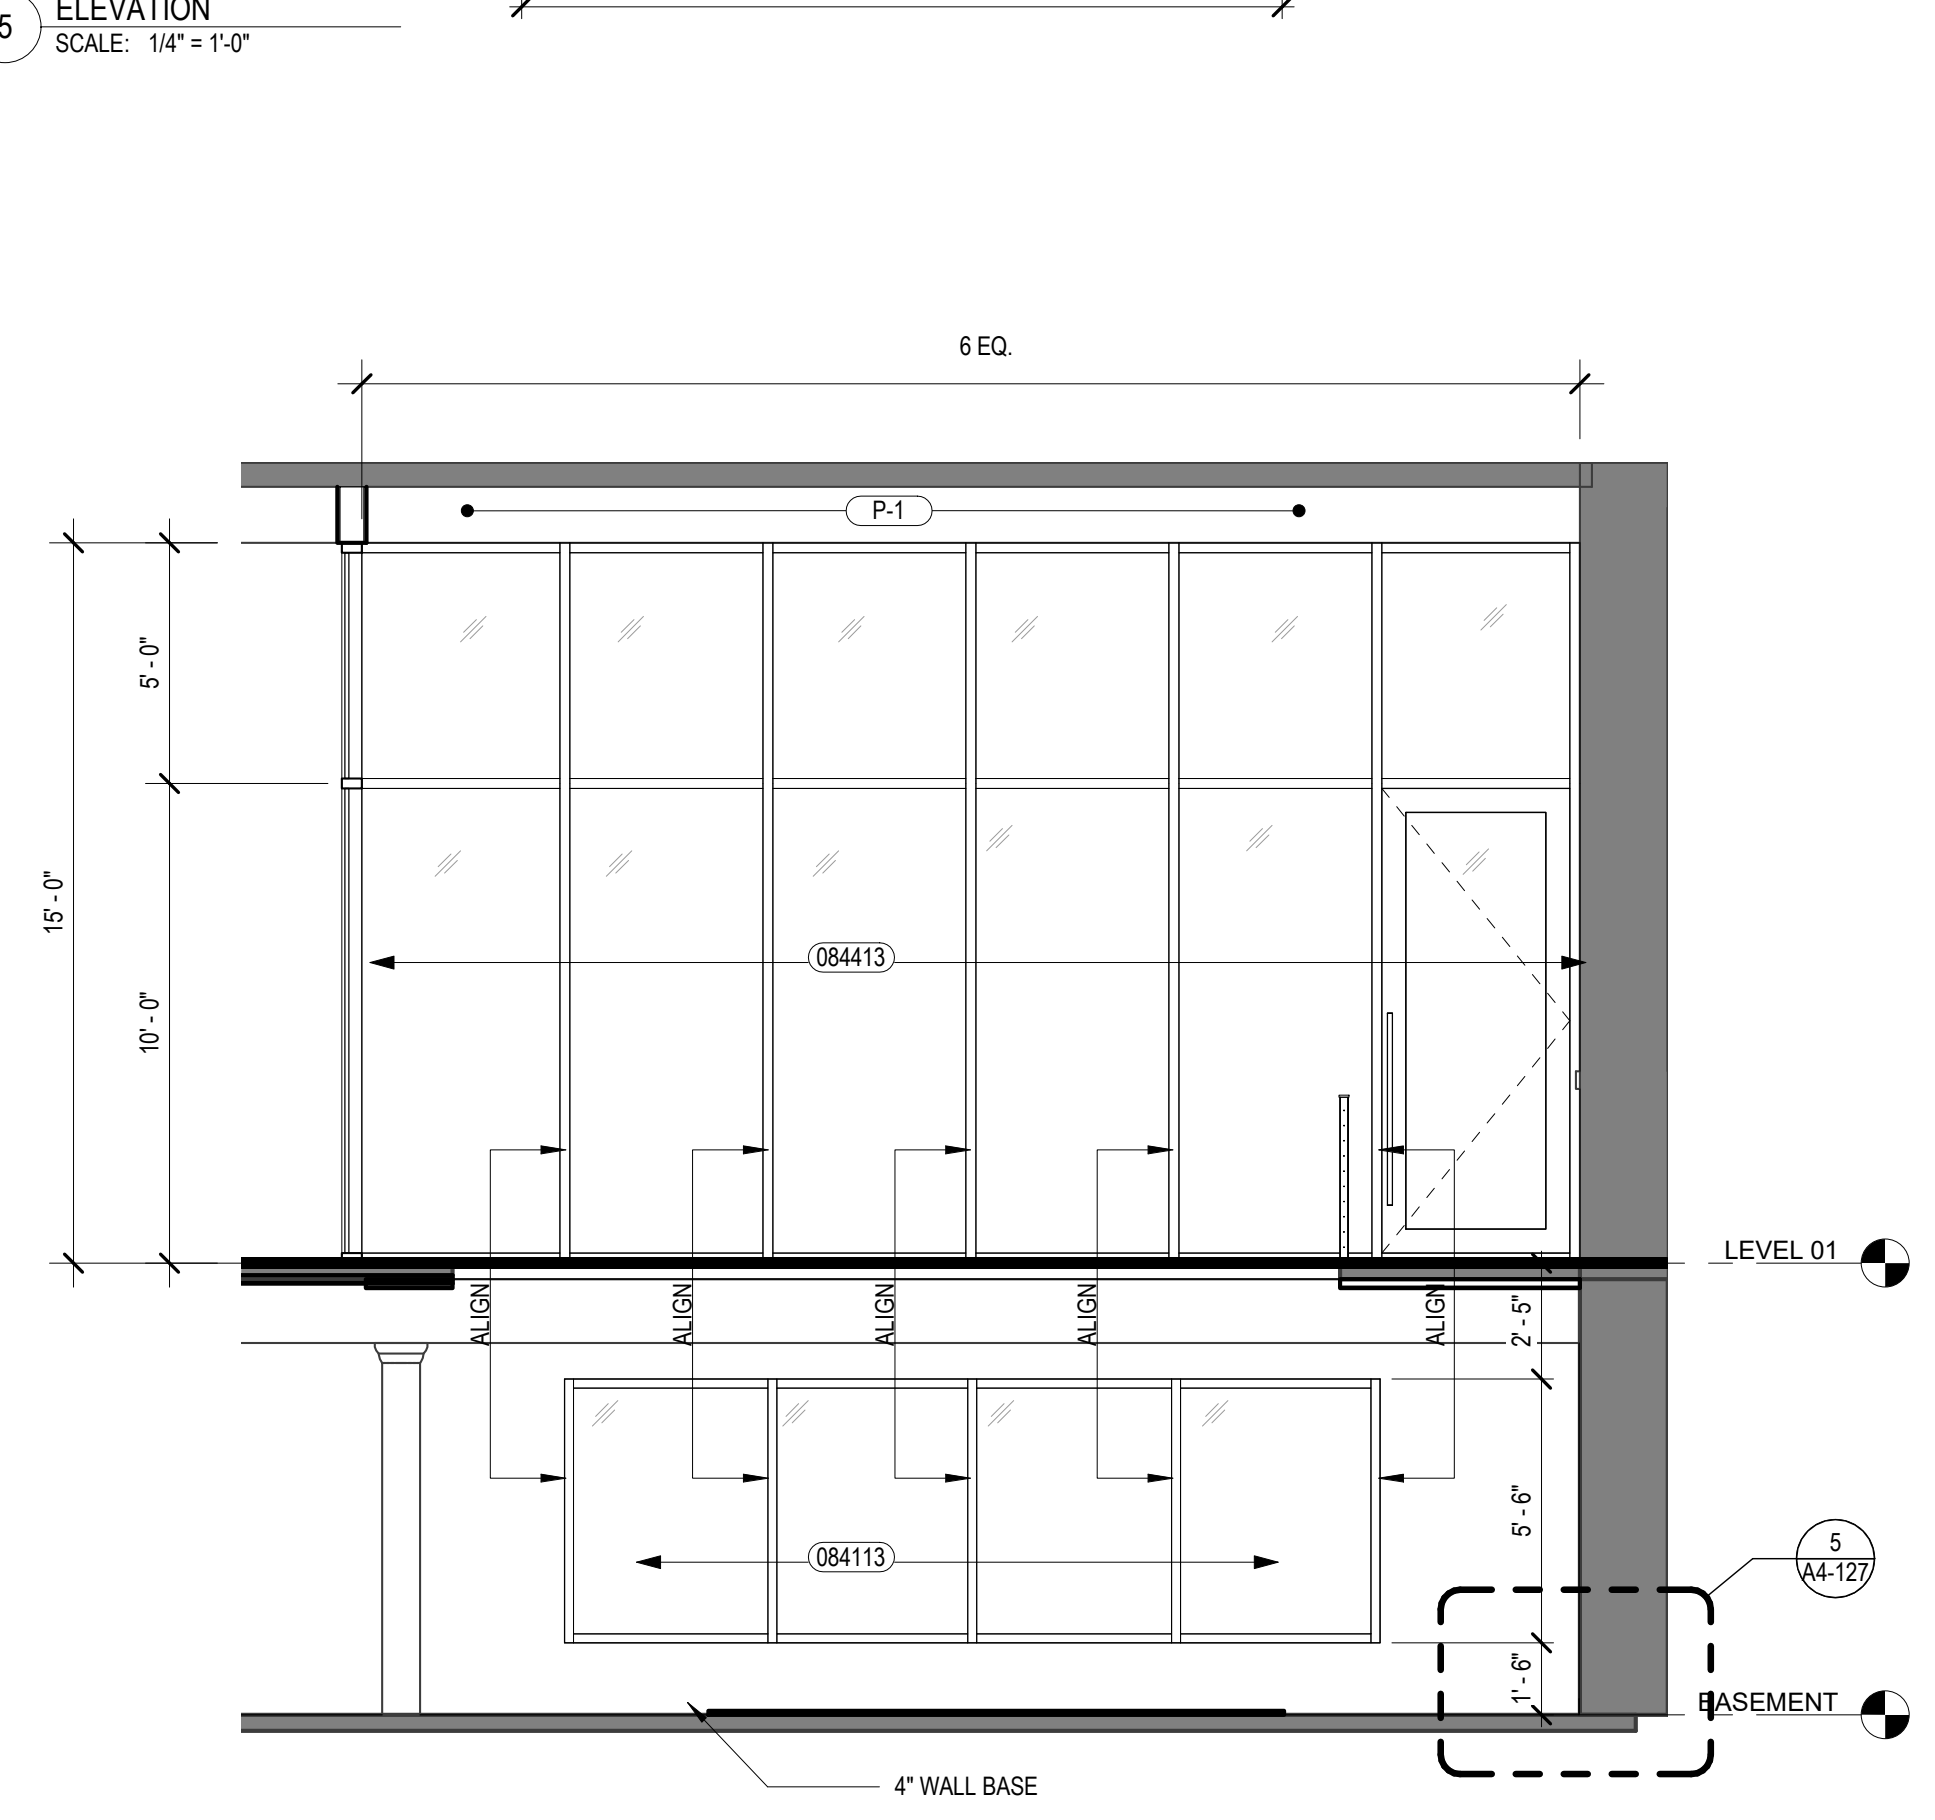 5
ELEVATION
SCALE: 1/4" = 1'-0"
6 EQ.
P-1
5' - 0"
15' - 0"
10' - 0"
084413
LEVEL 01
ALIGN
ALIGN
ALIGN
ALIGN
ALIGN
2' - 5"
5' - 6"
084113
5
A4-127
1' - 6"
BASEMENT
4" WALL BASE